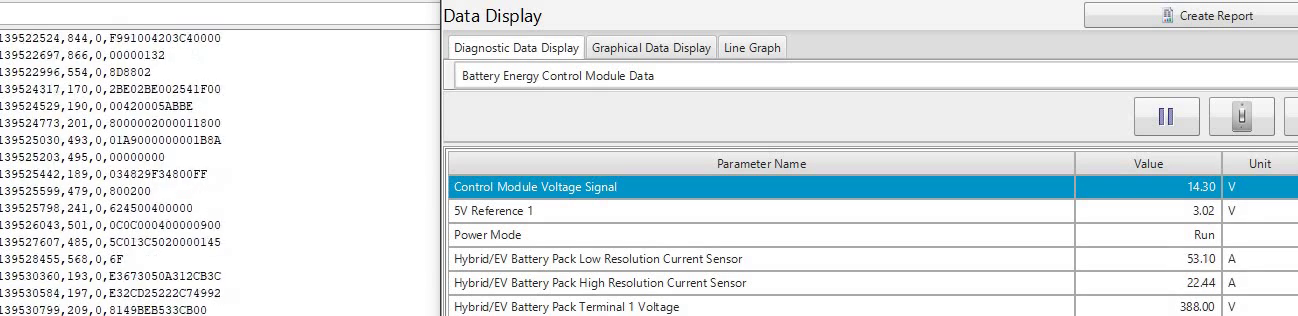 139522524,844,0,F991004203C40000
139522697,866,0,00000132
139522996,554,0,8D8802
139524317,170,0,2BE02BE002541F00
139524529,190,0,00420005ABBE
139524773,201,0,8000002000011800
139525030,493,0,01A9000000001B8A
139525203,495,0,00000000
139525442,189,0,034829F34800FF
139525599,479,0,800200
139525798,241,0,624500400000
139526043,501,0,0C0C000400000900
139527607,485,0,5C013C5020000145
139528455,568,0,6F
139530360,193,0,E3673050A312CB3C
139530584,197,0,E32CD25222C74992
139530799,209,0,8149BEB533CB00
Data Display
Create Report
Diagnostic Data Display Graphical Data Display Line Graph
Battery Energy Control Module Data
Parameter Name Value Unit
Control Module Voltage Signal 14.30 V
5V Reference 1 3.02 V
Power Mode Run
Hybrid/EV Battery Pack Low Resolution Current Sensor 53.10 A
Hybrid/EV Battery Pack High Resolution Current Sensor 22.44 A
Hybrid/EV Battery Pack Terminal 1 Voltage 388.00 V